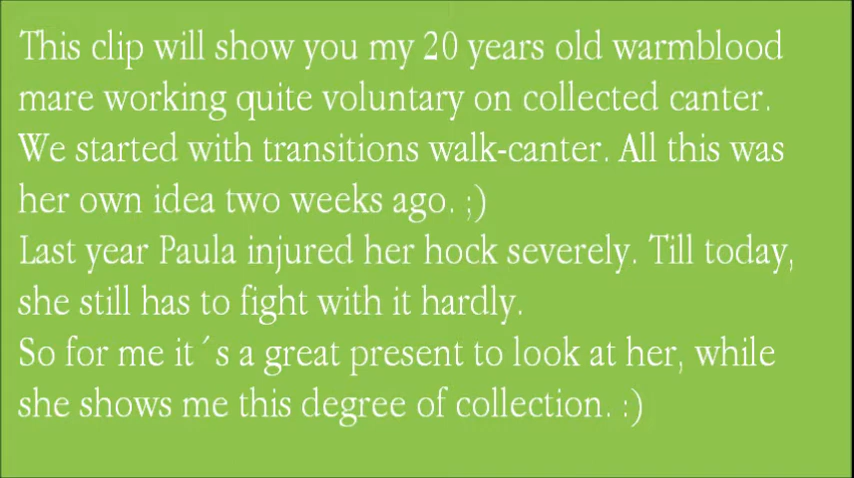 This clip will show you my 20 years old warmblood
mare working quite voluntary on collected canter.
We started with transitions walk-canter. All this was
her own idea two weeks ago. ;)
Last year Paula injured her hock severely. Till today,
she still has to fight with it hardly.
So for me it´s a great present to look at her, while
she shows me this degree of collection. :)